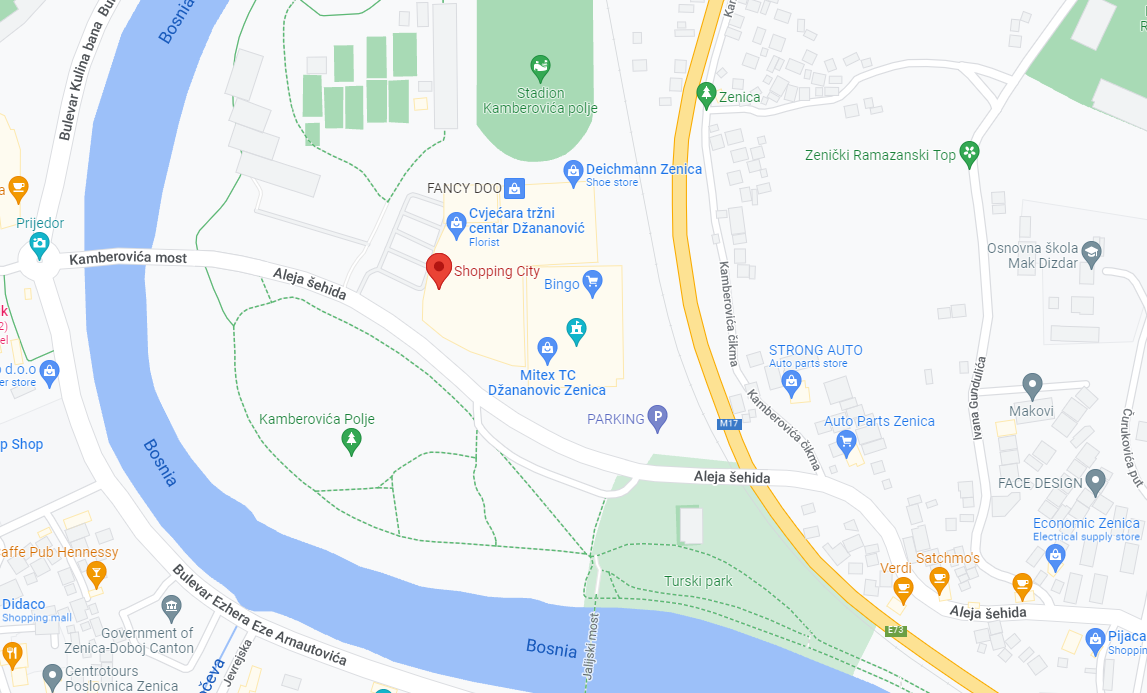 Bosnia
Bulevar Kulina bana
Stadion
Kamberovića polje
Zenica
Zenički Ramazanski Top
Deichmann Zenica
Shoe store
FANCY DOO
Cvjećara tržni
centar Džananović
Florist
Prijedor
Kamberovića most
Aleja šehida
Shopping City
Bingo
Osnovna škola
Mak Dizdar
Kamberovića čikma
STRONG AUTO
Auto parts store
Mitex TC
Džananovic Zenica
d.o.o
er store
Kamberovića Polje
PARKING
M17
Kamberovića čikma
Auto Parts Zenica
Ivana Gundulića
Makovi
Ćurukovića put
p Shop
Bosnia
Aleja šehida
FACE DESIGN
Economic Zenica
Electrical supply store
affe Pub Hennessy
Turski park
Verdi
Satchmo's
Didaco
Shopping mall
Bulevar Ezhera Eze Arnautovića
Government of
Zenica-Doboj Canton
Aleja šehida
E73
Pijaca
Shoppin
Bosnia
Jalijski most
Jevrejska
očeva
Centrotours
Poslovnica Zenica